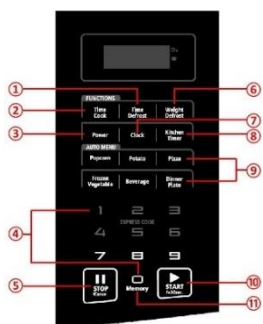 ①
⑥
FUNCTIONS
② Time Cook Time Defrost Weight Defrost
⑦
③ Power Clock Kitchen Timer
⑧
AUTO MENU
Popcorn Potato Pizza
⑨
Frozen Vegetable Beverage Dinner Plate
1 2 3
EXPRESS COOK
④ 4 5 6
7 8 9
⑤ STOP 0 START ⑩
Memory
⑪